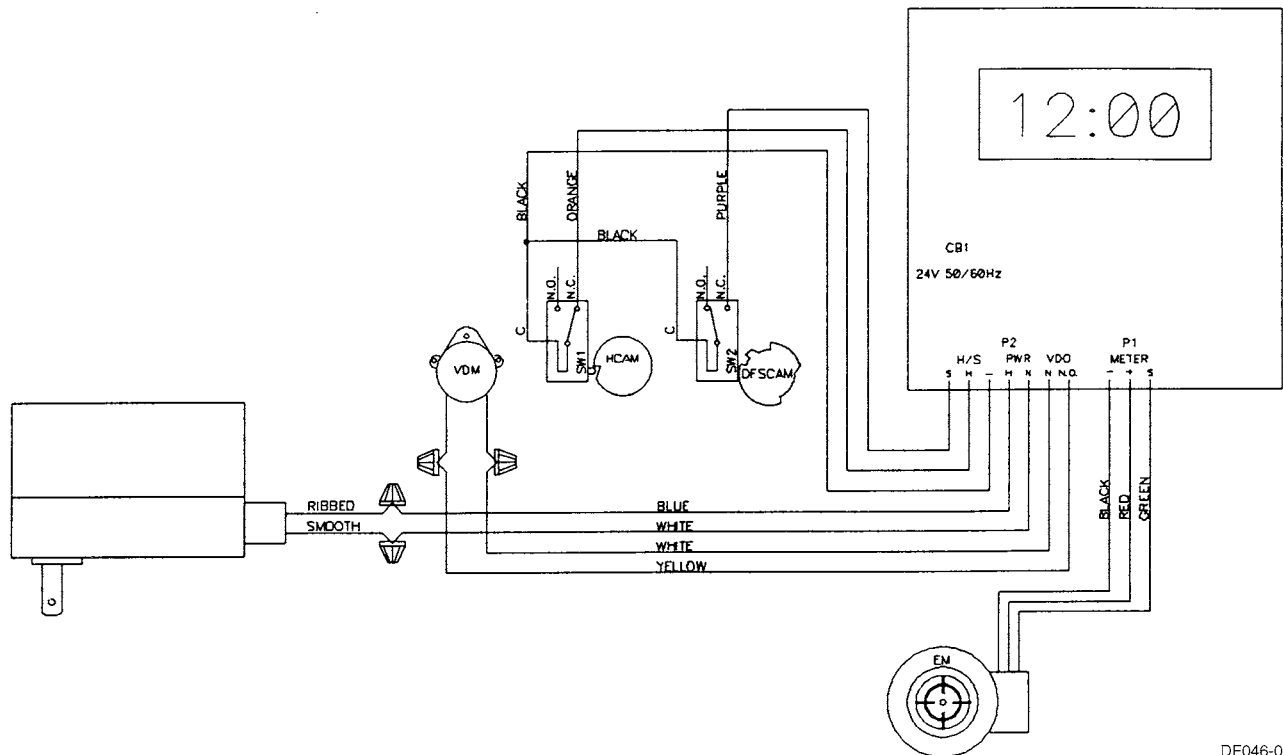 12:00
CB1
24V 50/60Hz
P2
P1
H/S
PWR
VDO
METER
S
H
-
H
N
N
N.O.
-
+
S
BLACK
ORANGE
PURPLE
BLACK
N.O.
N.C.
N.O.
N.C.
C
SW1
HCAM
C
SW2
DFSCAM
VDM
RIBBED
SMOOTH
BLUE
WHITE
WHITE
YELLOW
BLACK
RED
GREEN
EM
DE046-0